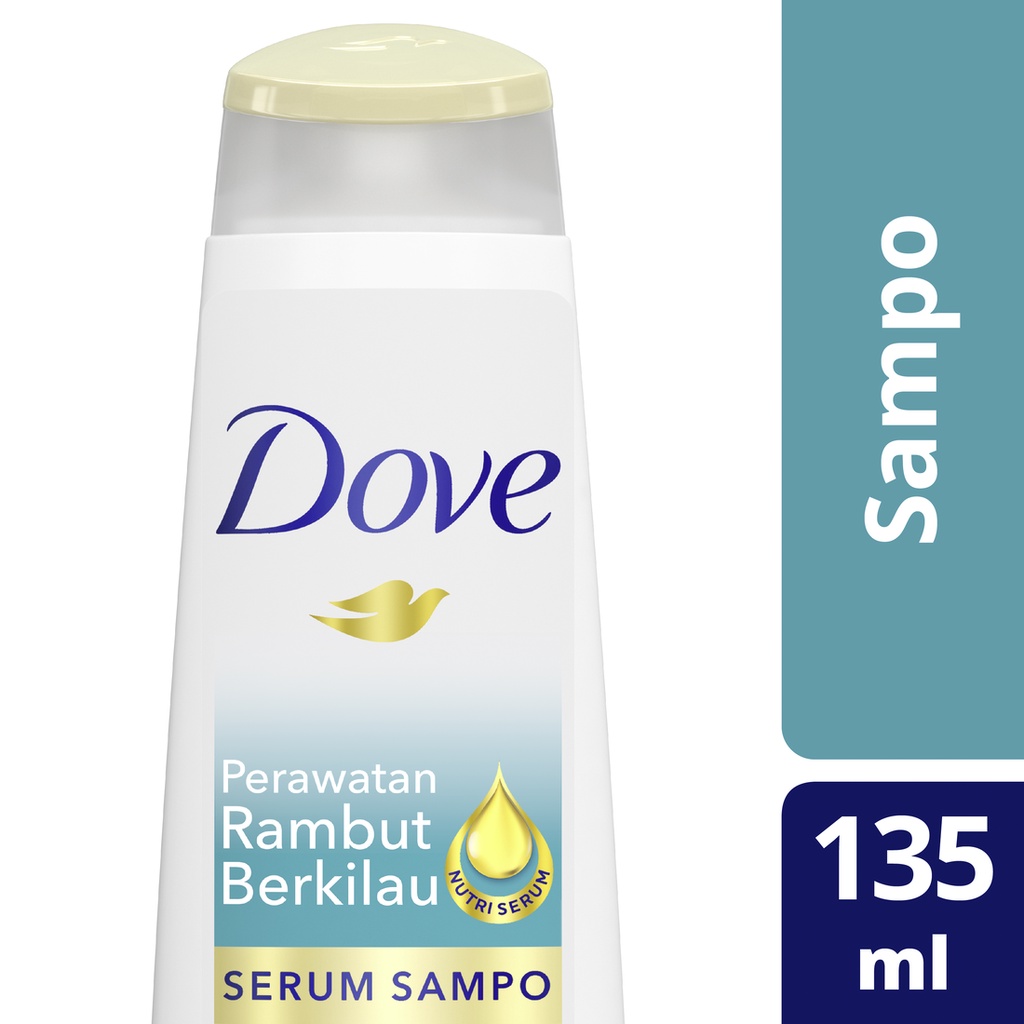 Dove
Perawatan
Rambut
Berkilau
NUTRI SERUM
SERUM SAMPO
Sampo
135
ml